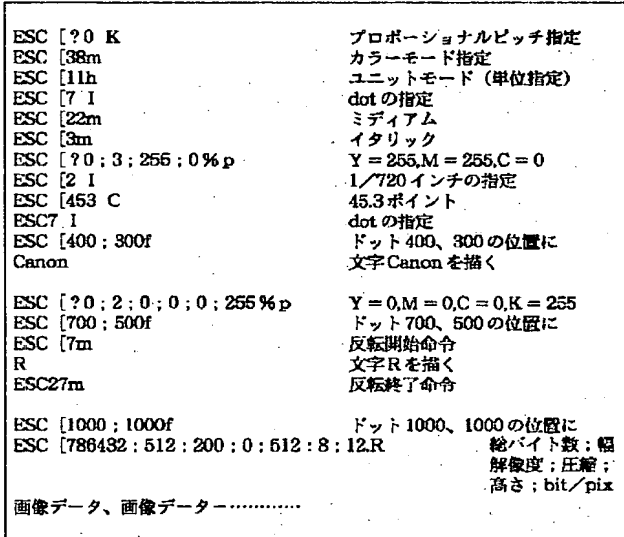 ESC [?0 K プロポーショナルピッチ指定
ESC [38m カラーモード指定
ESC [11h ユニットモード（単位指定）
ESC [7 I dotの指定
ESC [22m ミディアム
ESC [3m イタリック
ESC [?0;3;255;0%p Y=255,M=255,C=0
ESC [2 I 1／720インチの指定
ESC [453 C 45.3ポイント
ESC7 I dotの指定
ESC [400;300f ドット400、300の位置に
Canon 文字Canonを描く
ESC [?0;2;0;0;0;255%p Y=0,M=0,C=0,K=255
ESC [700;500f ドット700、500の位置に
ESC [7m 反転開始命令
R 文字Rを描く
ESC27m 反転終了命令
ESC [1000;1000f ドット1000、1000の位置に
ESC [786432;512;200;0;512;8;12.R 総バイト数；幅
解像度；圧縮；
高さ；bit／pix
画像データ、画像データー…………